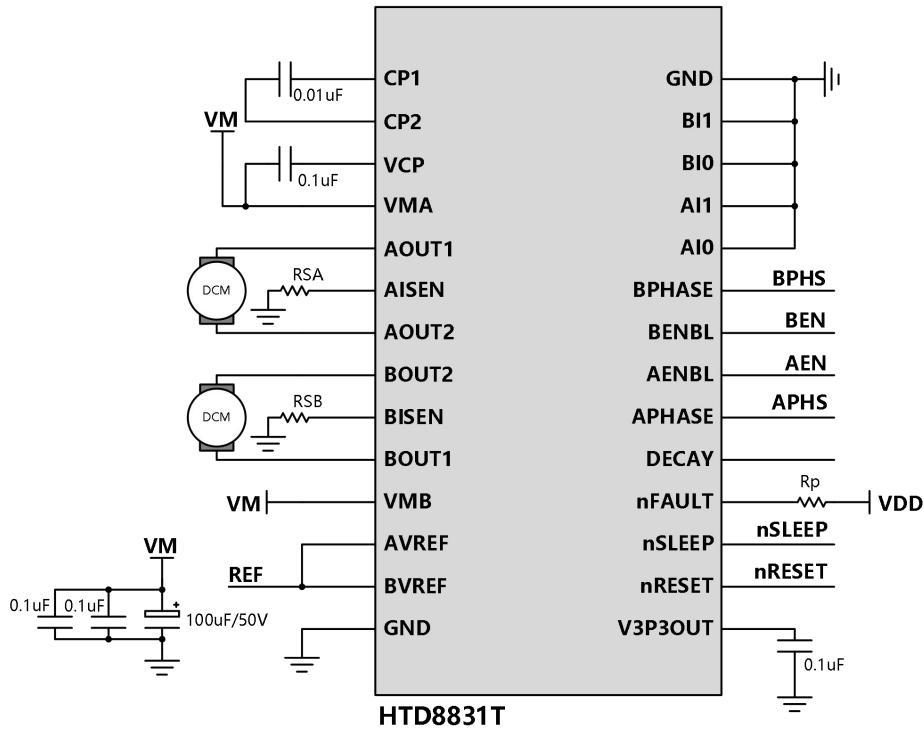 CP1
GND
0.01uF
CP2
BI1
VM
VCP
BI0
0.1uF
VMA
AI1
AOUT1
AI0
DCM
RSA
AISEN
BPHASE
BPHS
AOUT2
BENBL
BEN
BOUT2
AENBL
AEN
DCM
RSB
BISEN
APHASE
APHS
BOUT1
DECAY
VM
VMB
nFAULT
Rp
VDD
VM
AVREF
nSLEEP
nSLEEP
REF
BVREF
nRESET
nRESET
0.1uF
0.1uF
+
100uF/50V
GND
V3P3OUT
0.1uF
HTD8831T